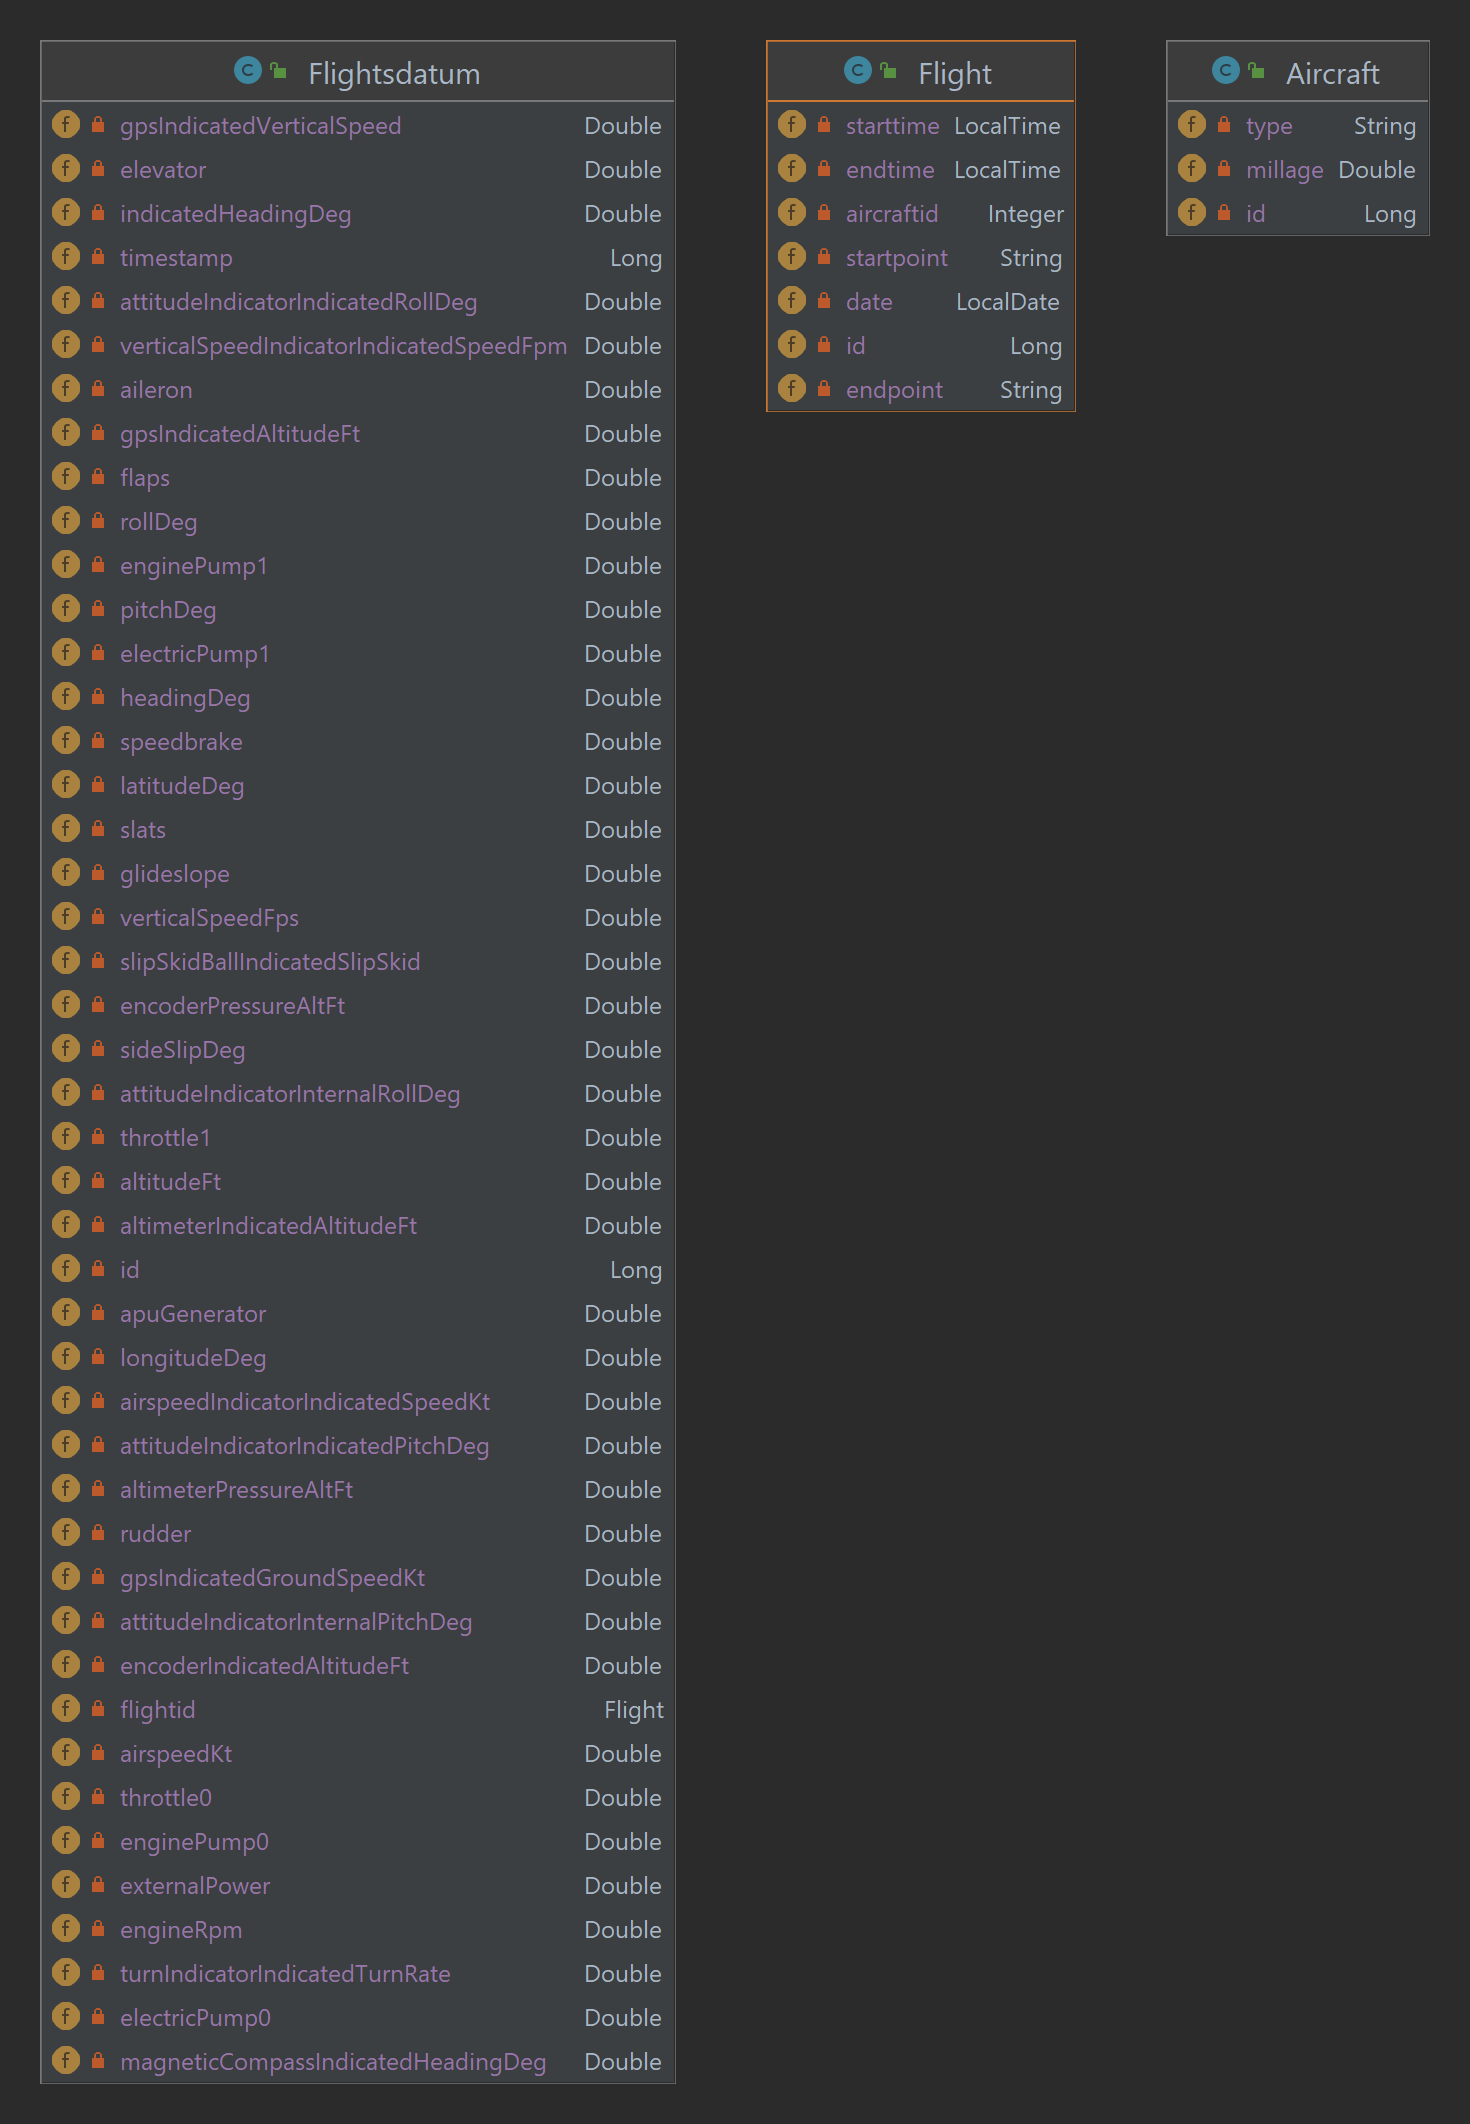 Flightsdatum
gpsIndicatedVerticalSpeed Double
elevator Double
indicatedHeadingDeg Double
timestamp Long
attitudeIndicatorIndicatedRollDeg Double
verticalSpeedIndicatorIndicatedSpeedFpm Double
aileron Double
gpsIndicatedAltitudeFt Double
flaps Double
rollDeg Double
enginePump1 Double
pitchDeg Double
electricPump1 Double
headingDeg Double
speedbrake Double
latitudeDeg Double
slats Double
glideslope Double
verticalSpeedFps Double
slipSkidBallIndicatedSlipSkid Double
encoderPressureAltFt Double
sideSlipDeg Double
attitudeIndicatorInternalRollDeg Double
throttle1 Double
altitudeFt Double
altimeterIndicatedAltitudeFt Double
id Long
apuGenerator Double
longitudeDeg Double
airspeedIndicatorIndicatedSpeedKt Double
attitudeIndicatorIndicatedPitchDeg Double
altimeterPressureAltFt Double
rudder Double
gpsIndicatedGroundSpeedKt Double
attitudeIndicatorInternalPitchDeg Double
encoderIndicatedAltitudeFt Double
flightid Flight
airspeedKt Double
throttle0 Double
enginePump0 Double
externalPower Double
engineRpm Double
turnIndicatorIndicatedTurnRate Double
electricPump0 Double
magneticCompassIndicatedHeadingDeg Double
Flight
starttime LocalTime
endtime LocalTime
aircraftid Integer
startpoint String
date LocalDate
id Long
endpoint String
Aircraft
type String
millage Double
id Long